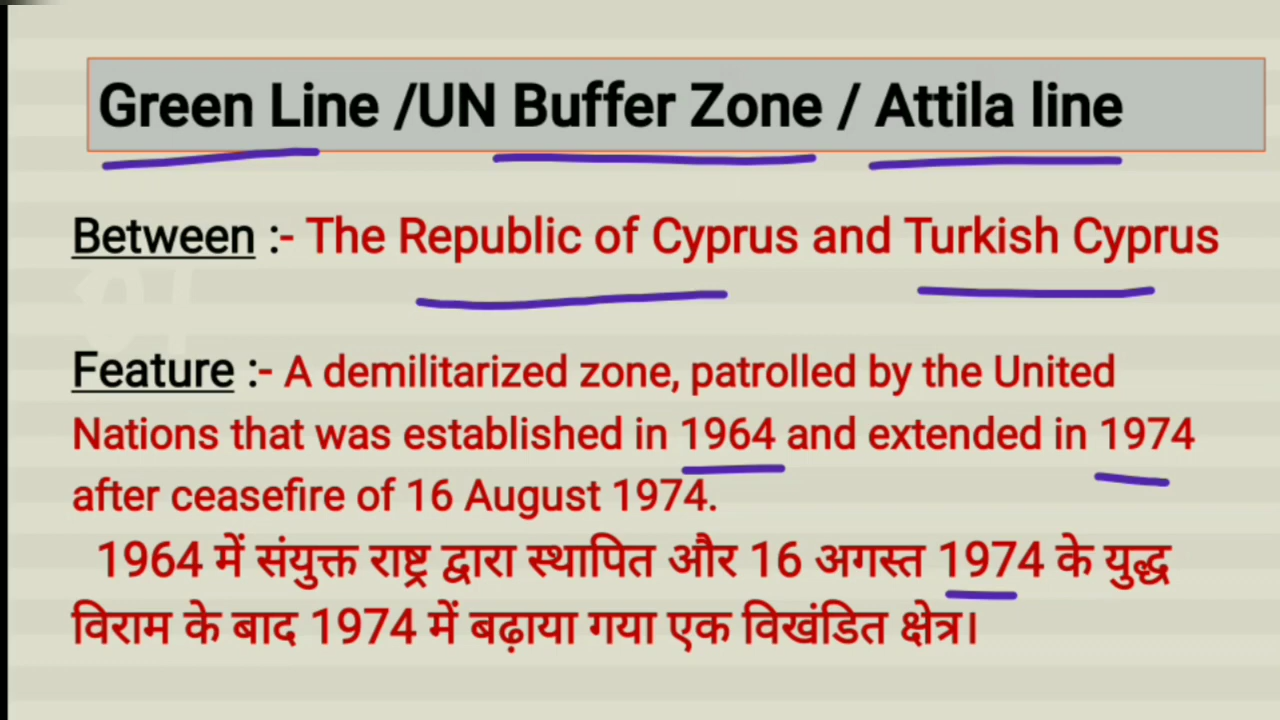 Green Line /UN Buffer Zone / Attila line
Between :- The Republic of Cyprus and Turkish Cyprus
Feature :- A demilitarized zone, patrolled by the United
Nations that was established in 1964 and extended in 1974
after ceasefire of 16 August 1974.
1964 में संयुक्त राष्ट्र द्वारा स्थापित और 16 अगस्त 1974 के युद्ध
विराम के बाद 1974 में बढ़ाया गया एक विखंडित क्षेत्र।